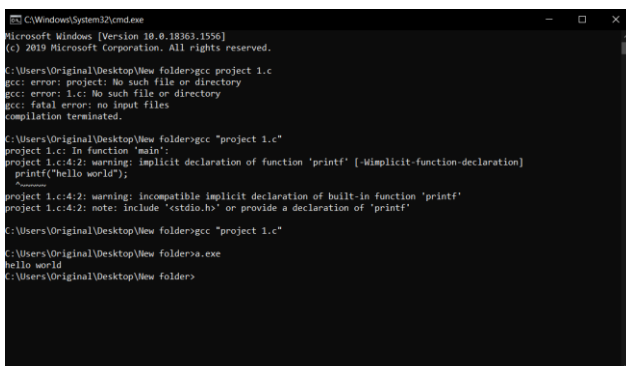 C:\Windows\System32\cmd.exe
Microsoft Windows [Version 10.0.18363.1556]
(c) 2019 Microsoft Corporation. All rights reserved.
C:\Users\Original\Desktop\New folder>gcc project 1.c
gcc: error: project: No such file or directory
gcc: error: 1.c: No such file or directory
gcc: fatal error: no input files
compilation terminated.
C:\Users\Original\Desktop\New folder>gcc "project 1.c"
project 1.c: In function 'main':
project 1.c:4:2: warning: implicit declaration of function 'printf' [-Wimplicit-function-declaration]
printf("hello world");
^~~~~~
project 1.c:4:2: warning: incompatible implicit declaration of built-in function 'printf'
project 1.c:4:2: note: include '<stdio.h>' or provide a declaration of 'printf'
C:\Users\Original\Desktop\New folder>gcc "project 1.c"
C:\Users\Original\Desktop\New folder>a.exe
hello world
C:\Users\Original\Desktop\New folder>